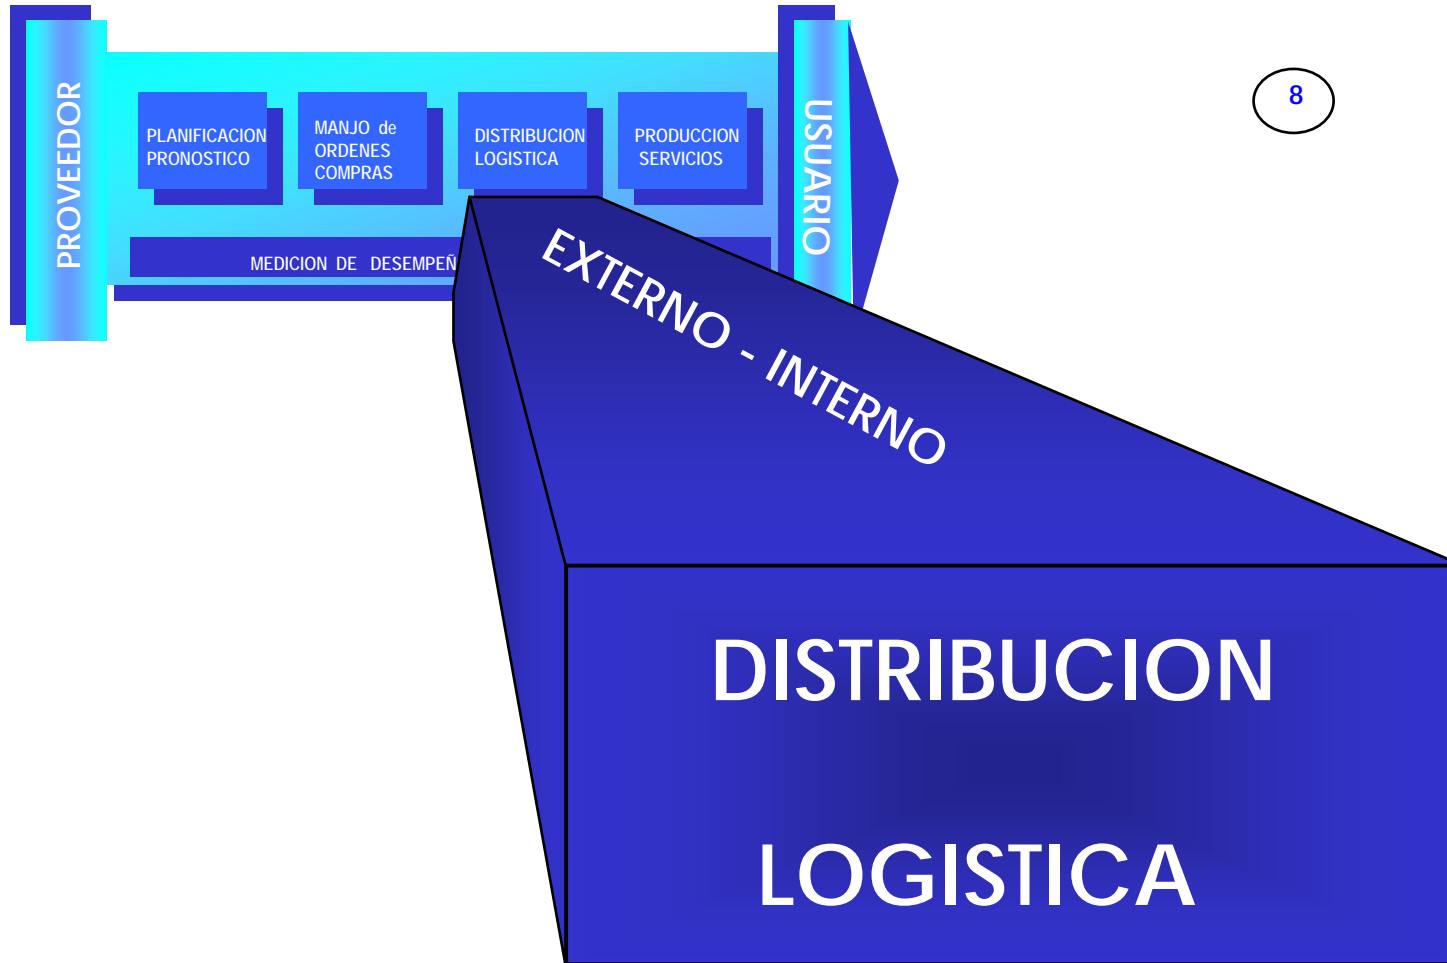 PROVEEDOR
PLANIFICACION
PRONOSTICO
MANJO de
ORDENES
COMPRAS
DISTRIBUCION
LOGISTICA
PRODUCCION
SERVICIOS
USUARIO
8
MEDICION DE DESEMPEÑ
EXTERNO - INTERNO
DISTRIBUCION
LOGISTICA